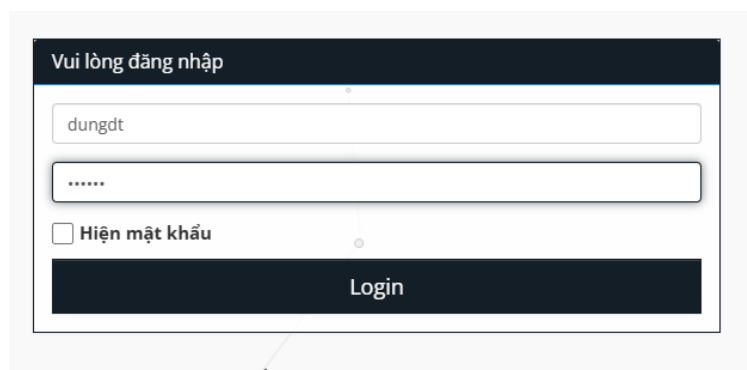 Vui lòng đăng nhập
dungdt
••••••
Hiện mật khẩu
Login